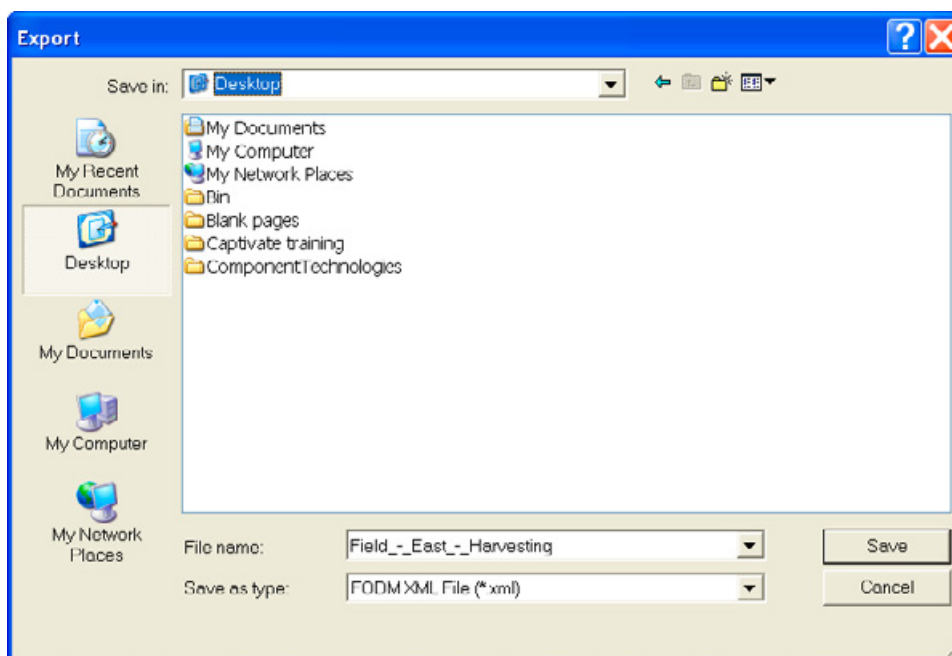 Export
Save in: Desktop
My Recent
Documents
Desktop
My Documents
My Computer
My Network
Places
My Documents
My Computer
My Network Places
Bin
Blank pages
Captivate training
ComponentTechnologies
File name: Field_-_East_-_Harvesting Save
Save as type: FODM XML File (*.xml) Cancel